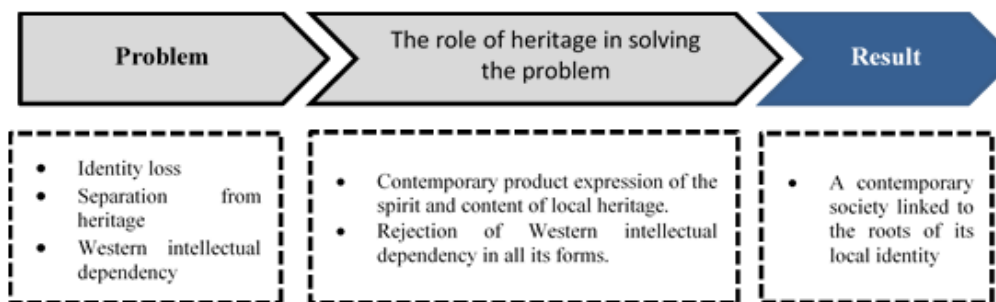 Problem
The role of heritage in solving
the problem
Result
• Identity loss
• Separation from
heritage
• Western intellectual
dependency
• Contemporary product expression of the
spirit and content of local heritage.
• Rejection of Western intellectual
dependency in all its forms.
• A contemporary
society linked to
the roots of its
local identity